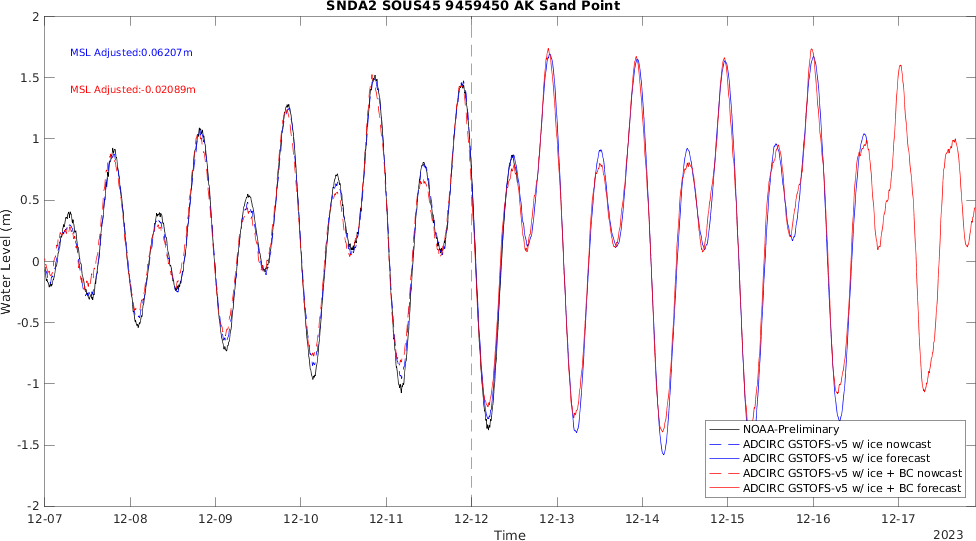 SNDA2 SOUS45 9459450 AK Sand Point
MSL Adjusted:0.06207m
MSL Adjusted:-0.02089m
Water Level (m)
2
1.5
1
0.5
0
-0.5
-1
-1.5
-2
NOAA-Preliminary
ADCIRC GSTOFS-v5 w/ ice nowcast
ADCIRC GSTOFS-v5 w/ ice forecast
ADCIRC GSTOFS-v5 w/ ice + BC nowcast
ADCIRC GSTOFS-v5 w/ ice + BC forecast
12-07 12-08 12-09 12-10 12-11 12-12 12-13 12-14 12-15 12-16 12-17
Time
2023